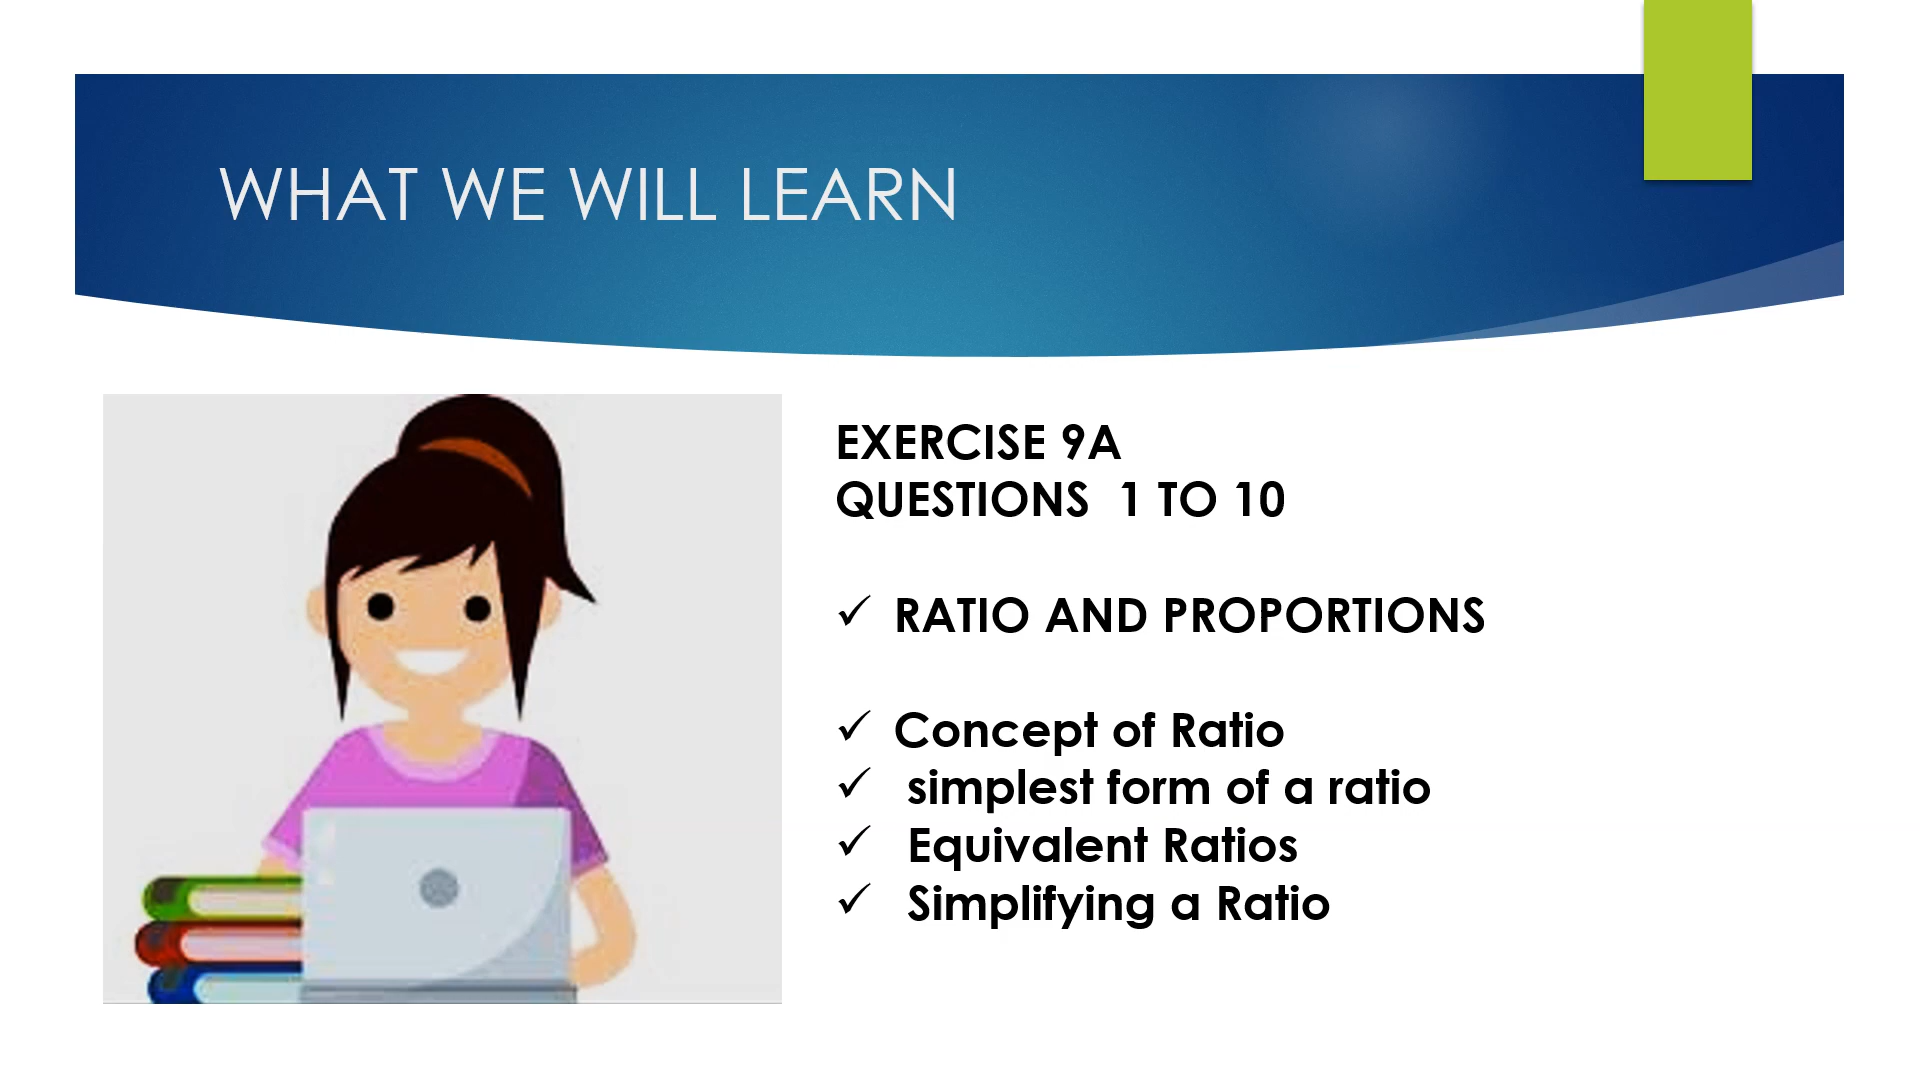 WHAT WE WILL LEARN
EXERCISE 9A
QUESTIONS 1 TO 10
✓ RATIO AND PROPORTIONS
✓ Concept of Ratio
✓ simplest form of a ratio
✓ Equivalent Ratios
✓ Simplifying a Ratio